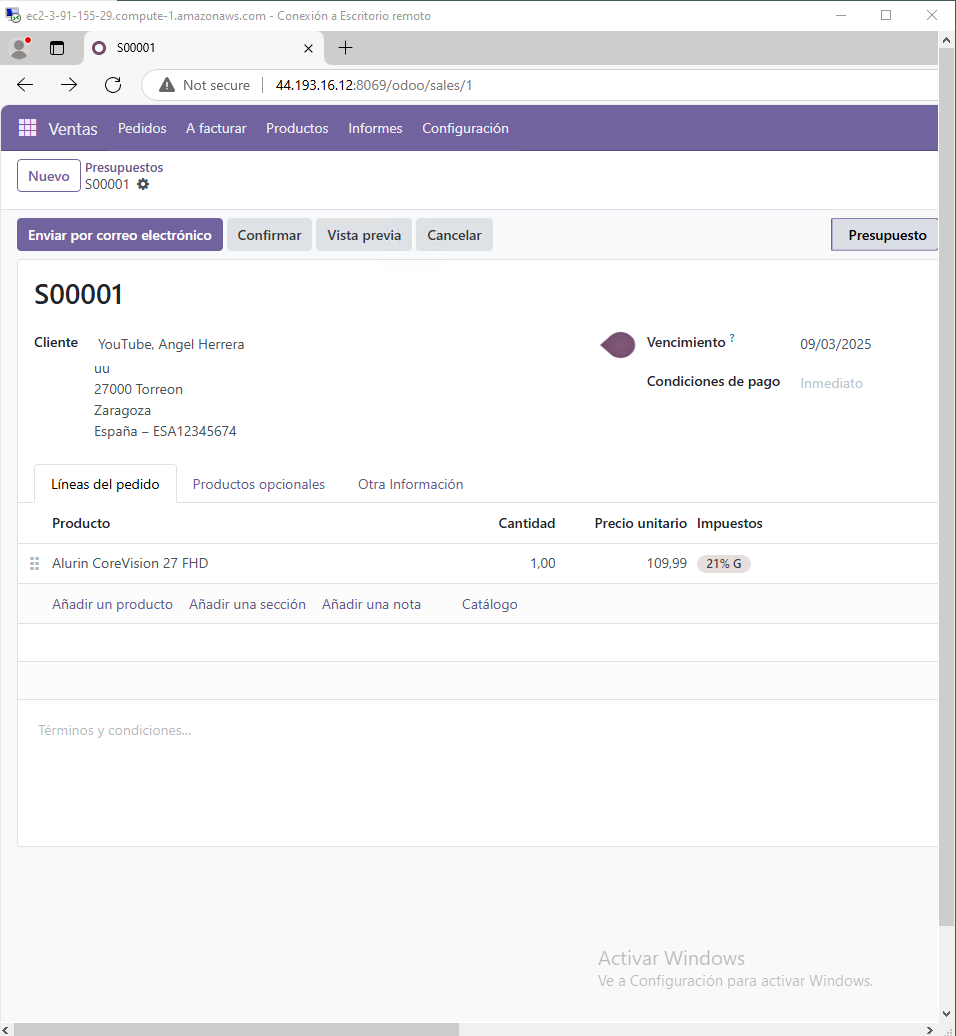 ec2-3-91-155-29.compute-1.amazonaws.com - Conexión a Escritorio remoto
S00001
Not secure 44.193.16.12:8069/odoo/sales/1
Ventas Pedidos A facturar Productos Informes Configuración
Nuevo Presupuestos
S00001
Enviar por correo electrónico Confirmar Vista previa Cancelar Presupuesto
S00001
Cliente YouTube, Angel Herrera Vencimiento ? 09/03/2025
uu
27000 Torreon Condiciones de pago Inmediato
Zaragoza
España – ESA12345674
Líneas del pedido Productos opcionales Otra Información
Producto Cantidad Precio unitario Impuestos
Alurin CoreVision 27 FHD 1,00 109,99 21% G
Añadir un producto Añadir una sección Añadir una nota Catálogo
Términos y condiciones...
Activar Windows
Ve a Configuración para activar Windows.